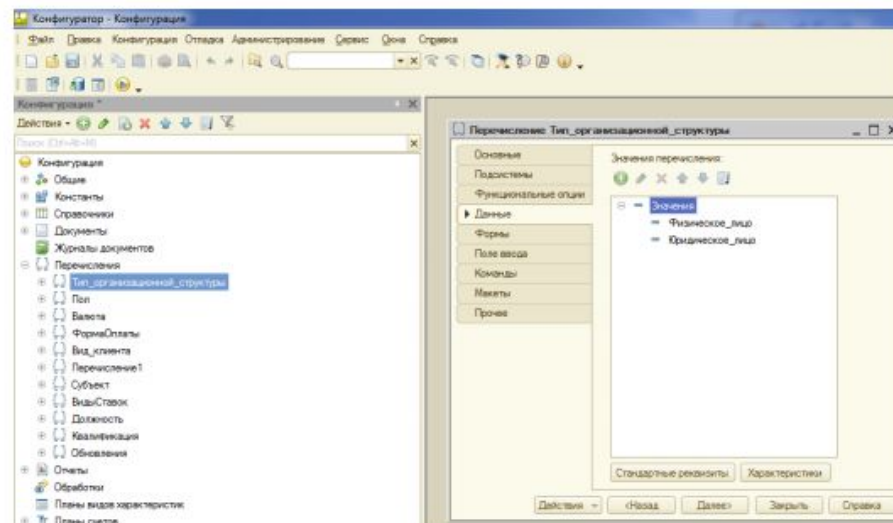 Конфигуратор - Конфигурация
Файл Правка Конфигурация Отладка Администрирование Сервис Окна Справка
Конфигурация *
Действия
Поиск (Ctrl+Alt+M)
Конфигурация
Общие
Константы
Справочники
Документы
Журналы документов
Перечисления
Тип_организационной_структуры
Пол
Валюта
ФормаОплаты
Вид_клиента
Перечисление1
Субъект
ВидыСтавок
Должность
Квалификация
Обновления
Отчеты
Обработки
Планы видов характеристик
Планы счетов
Перечисление Тип_организационной_структуры
Основные
Подсистемы
Функциональные опции
Данные
Формы
Поле ввода
Команды
Макеты
Прочее
Значения перечисления:
Значения
Физическое_лицо
Юридическое_лицо
Стандартные реквизиты Характеристики
Действия <Назад Далее> Закрыть Справка